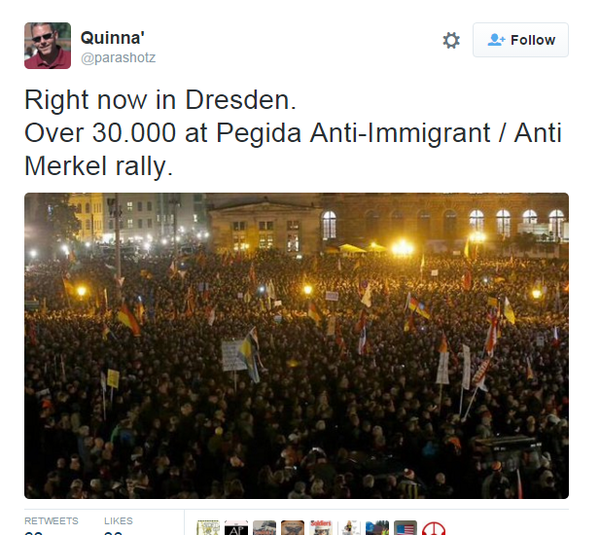 Quinna'
@parashotz
Follow
Right now in Dresden.
Over 30.000 at Pegida Anti-Immigrant / Anti
Merkel rally.
RETWEETS LIKES